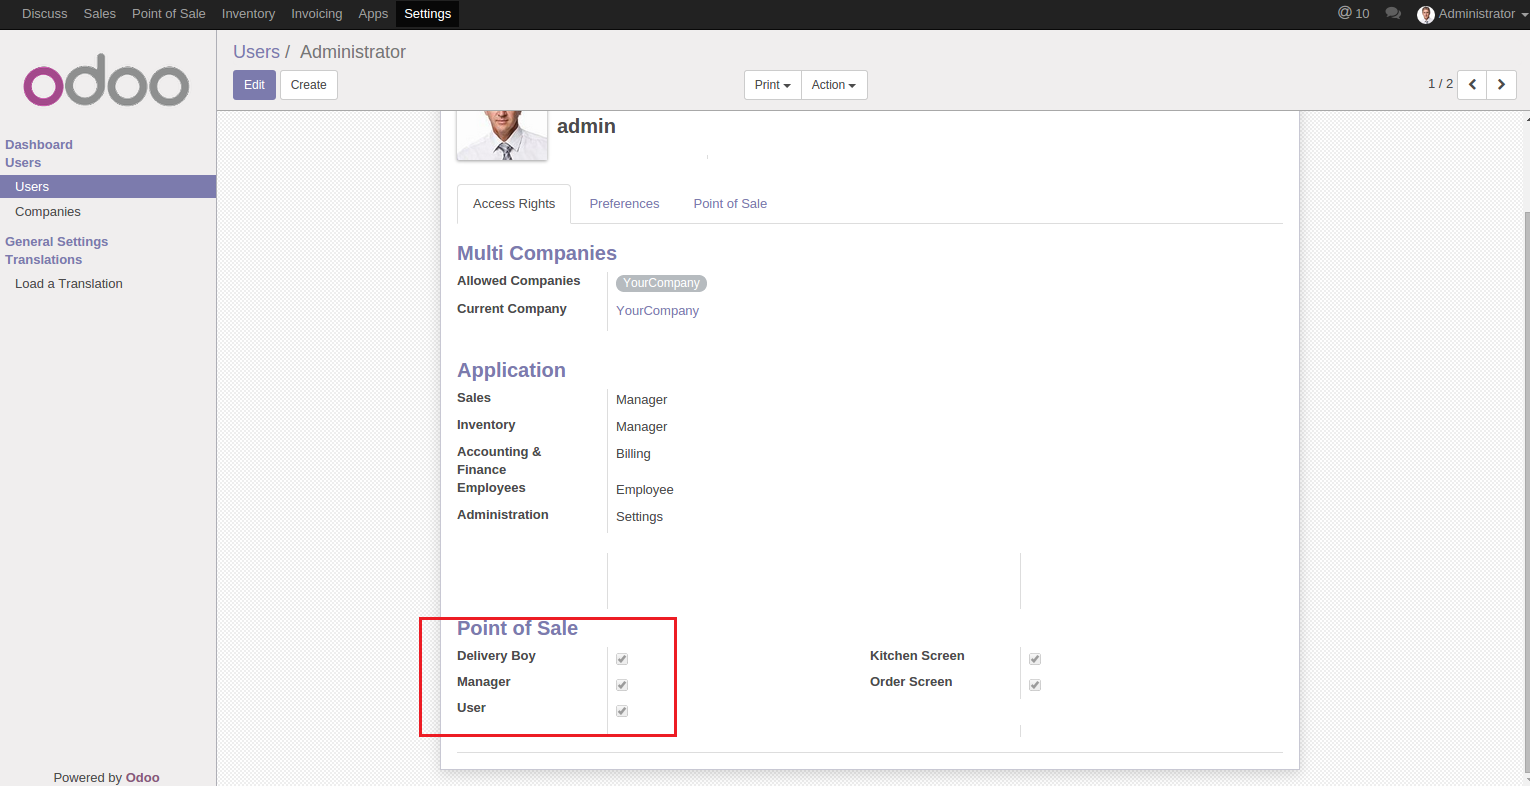 Discuss Sales Point of Sale Inventory Invoicing Apps Settings @ 10 Administrator
odoo
Users / Administrator
Edit Create Print Action 1 / 2
admin
Dashboard
Users
Users
Companies
General Settings
Translations
Load a Translation
Access Rights Preferences Point of Sale
Multi Companies
Allowed Companies YourCompany
Current Company YourCompany
Application
Sales Manager
Inventory Manager
Accounting & Billing
Finance
Employees Employee
Administration Settings
Point of Sale
Delivery Boy Kitchen Screen
Manager Order Screen
User
Powered by Odoo